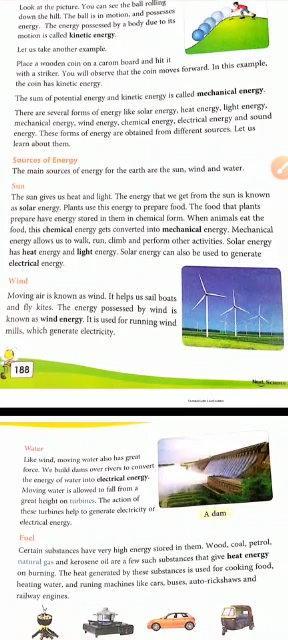 Look at the picture. You can see the ball rolling
down the hill. The ball is in motion, and possesses
energy. The energy possessed by a body due to its
motion is called kinetic energy.
Let us take another example.
Place a wooden coin on a carom board and hit it
with a striker. You will observe that the coin moves forward. In this example,
the coin has kinetic energy.
The sum of potential energy and kinetic energy is called mechanical energy.
There are several forms of energy like solar energy, heat energy, light energy,
mechanical energy, wind energy, chemical energy, electrical energy and sound
energy. These forms of energy are obtained from different sources. Let us
learn about them.
Sources of Energy
The main sources of energy for the earth are the sun, wind and water.
Sun
The sun gives us heat and light. The energy that we get from the sun is known
as solar energy. Plants use this energy to prepare food. The food that plants
prepare have energy stored in them in chemical form. When animals eat the
food, this chemical energy gets converted into mechanical energy. Mechanical
energy allows us to walk, run, climb and perform other activities. Solar energy
has heat energy and light energy. Solar energy can also be used to generate
electrical energy.
Wind
Moving air is known as wind. It helps us sail boats
and fly kites. The energy possessed by wind is
known as wind energy. It is used for running wind
mills, which generate electricity.
188
Next Science
Water
Like wind, moving water also has great
force. We build dams over rivers to convert
the energy of water into electrical energy.
Moving water is allowed to fall from a
great height on turbines. The action of
these turbines help to generate electricity or
electrical energy.
A dam
Fuel
Certain substances have very high energy stored in them. Wood, coal, petrol,
natural gas and kerosene oil are a few such substances that give heat energy
on burning. The heat generated by these substances is used for cooking food,
heating water, and runing machines like cars, buses, auto-rickshaws and
railway engines.